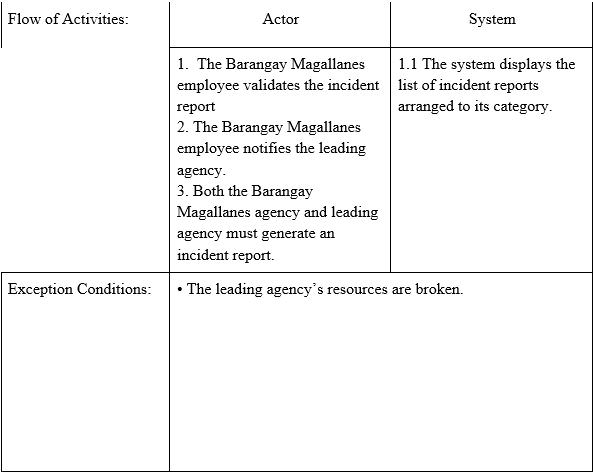 Flow of Activities:
Actor
System
1.  The Barangay Magallanes
employee validates the incident
report
2. The Barangay Magallanes
employee notifies the leading
agency.
3. Both the Barangay
Magallanes agency and leading
agency must generate an
incident report.
1.1 The system displays the
list of incident reports
arranged to its category.
Exception Conditions:
• The leading agency’s resources are broken.